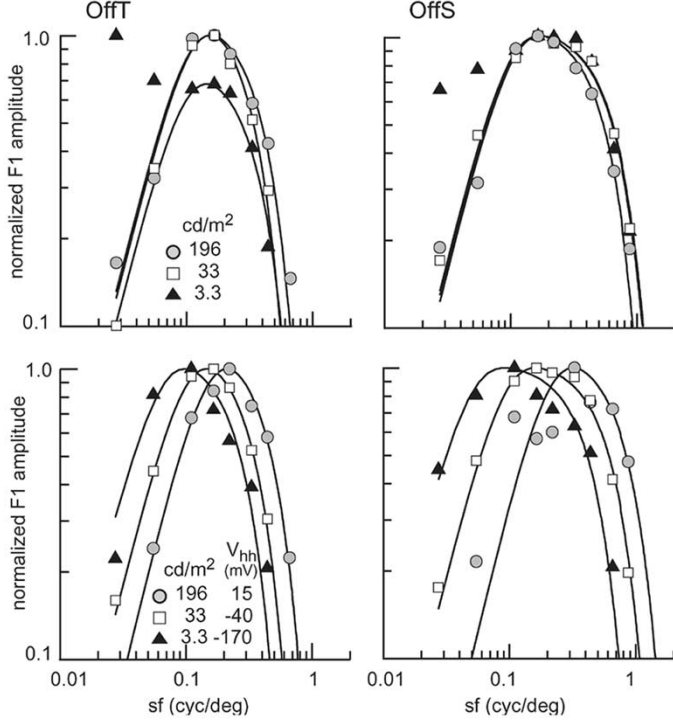 OffT
OffS
1.0
normalized F1 amplitude
cd/m²
196
33
3.3
0.1
1.0
normalized F1 amplitude
V_hh
cd/m² (mV)
196 15
33 -40
3.3 -170
0.1
0.01 0.1 1 0.01 0.1 1
sf (cyc/deg) sf (cyc/deg)